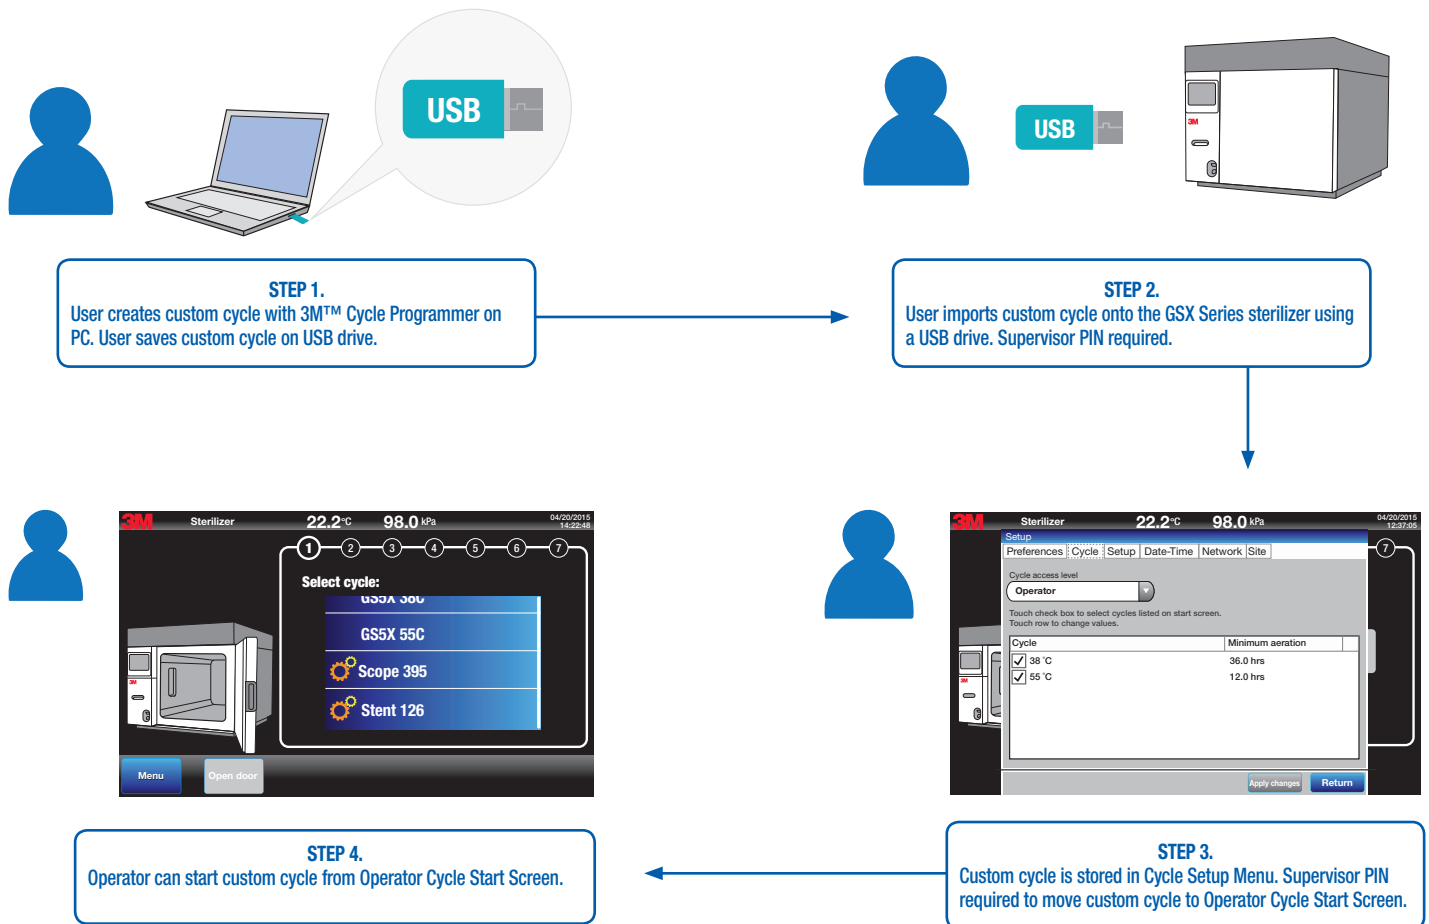 USB
USB
3M
STEP 1.
User creates custom cycle with 3M™ Cycle Programmer on
PC. User saves custom cycle on USB drive.
STEP 2.
User imports custom cycle onto the GSX Series sterilizer using
a USB drive. Supervisor PIN required.
3M Sterilizer 22.2°C 98.0 kPa 04/20/2015
14:22:48
1 2 3 4 5 6 7
Select cycle:
GS5X 38C
GS5X 55C
Scope 395
Stent 126
3M
Menu Open door
3M Sterilizer 22.2°C 98.0 kPa 04/20/2015
12:37:05
Setup
Preferences Cycle Setup Date-Time Network Site
7
Cycle access level
Operator
Touch check box to select cycles listed on start screen.
Touch row to change values.
Cycle Minimum aeration
38 ˚C 36.0 hrs
55 ˚C 12.0 hrs
3M
Apply changes Return
STEP 4.
Operator can start custom cycle from Operator Cycle Start Screen.
STEP 3.
Custom cycle is stored in Cycle Setup Menu. Supervisor PIN
required to move custom cycle to Operator Cycle Start Screen.